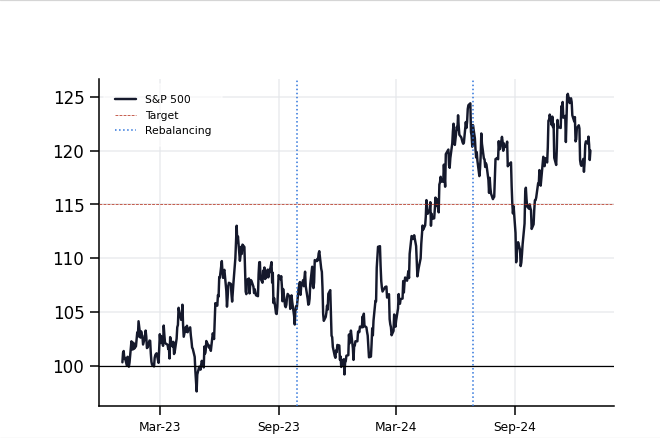 125
120
115
110
105
100
S&P 500
Target
Rebalancing
Mar-23
Sep-23
Mar-24
Sep-24